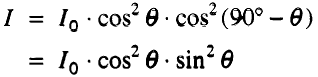 I = I₀ · cos² θ · cos² (90° − θ)
= I₀ · cos² θ · sin² θ